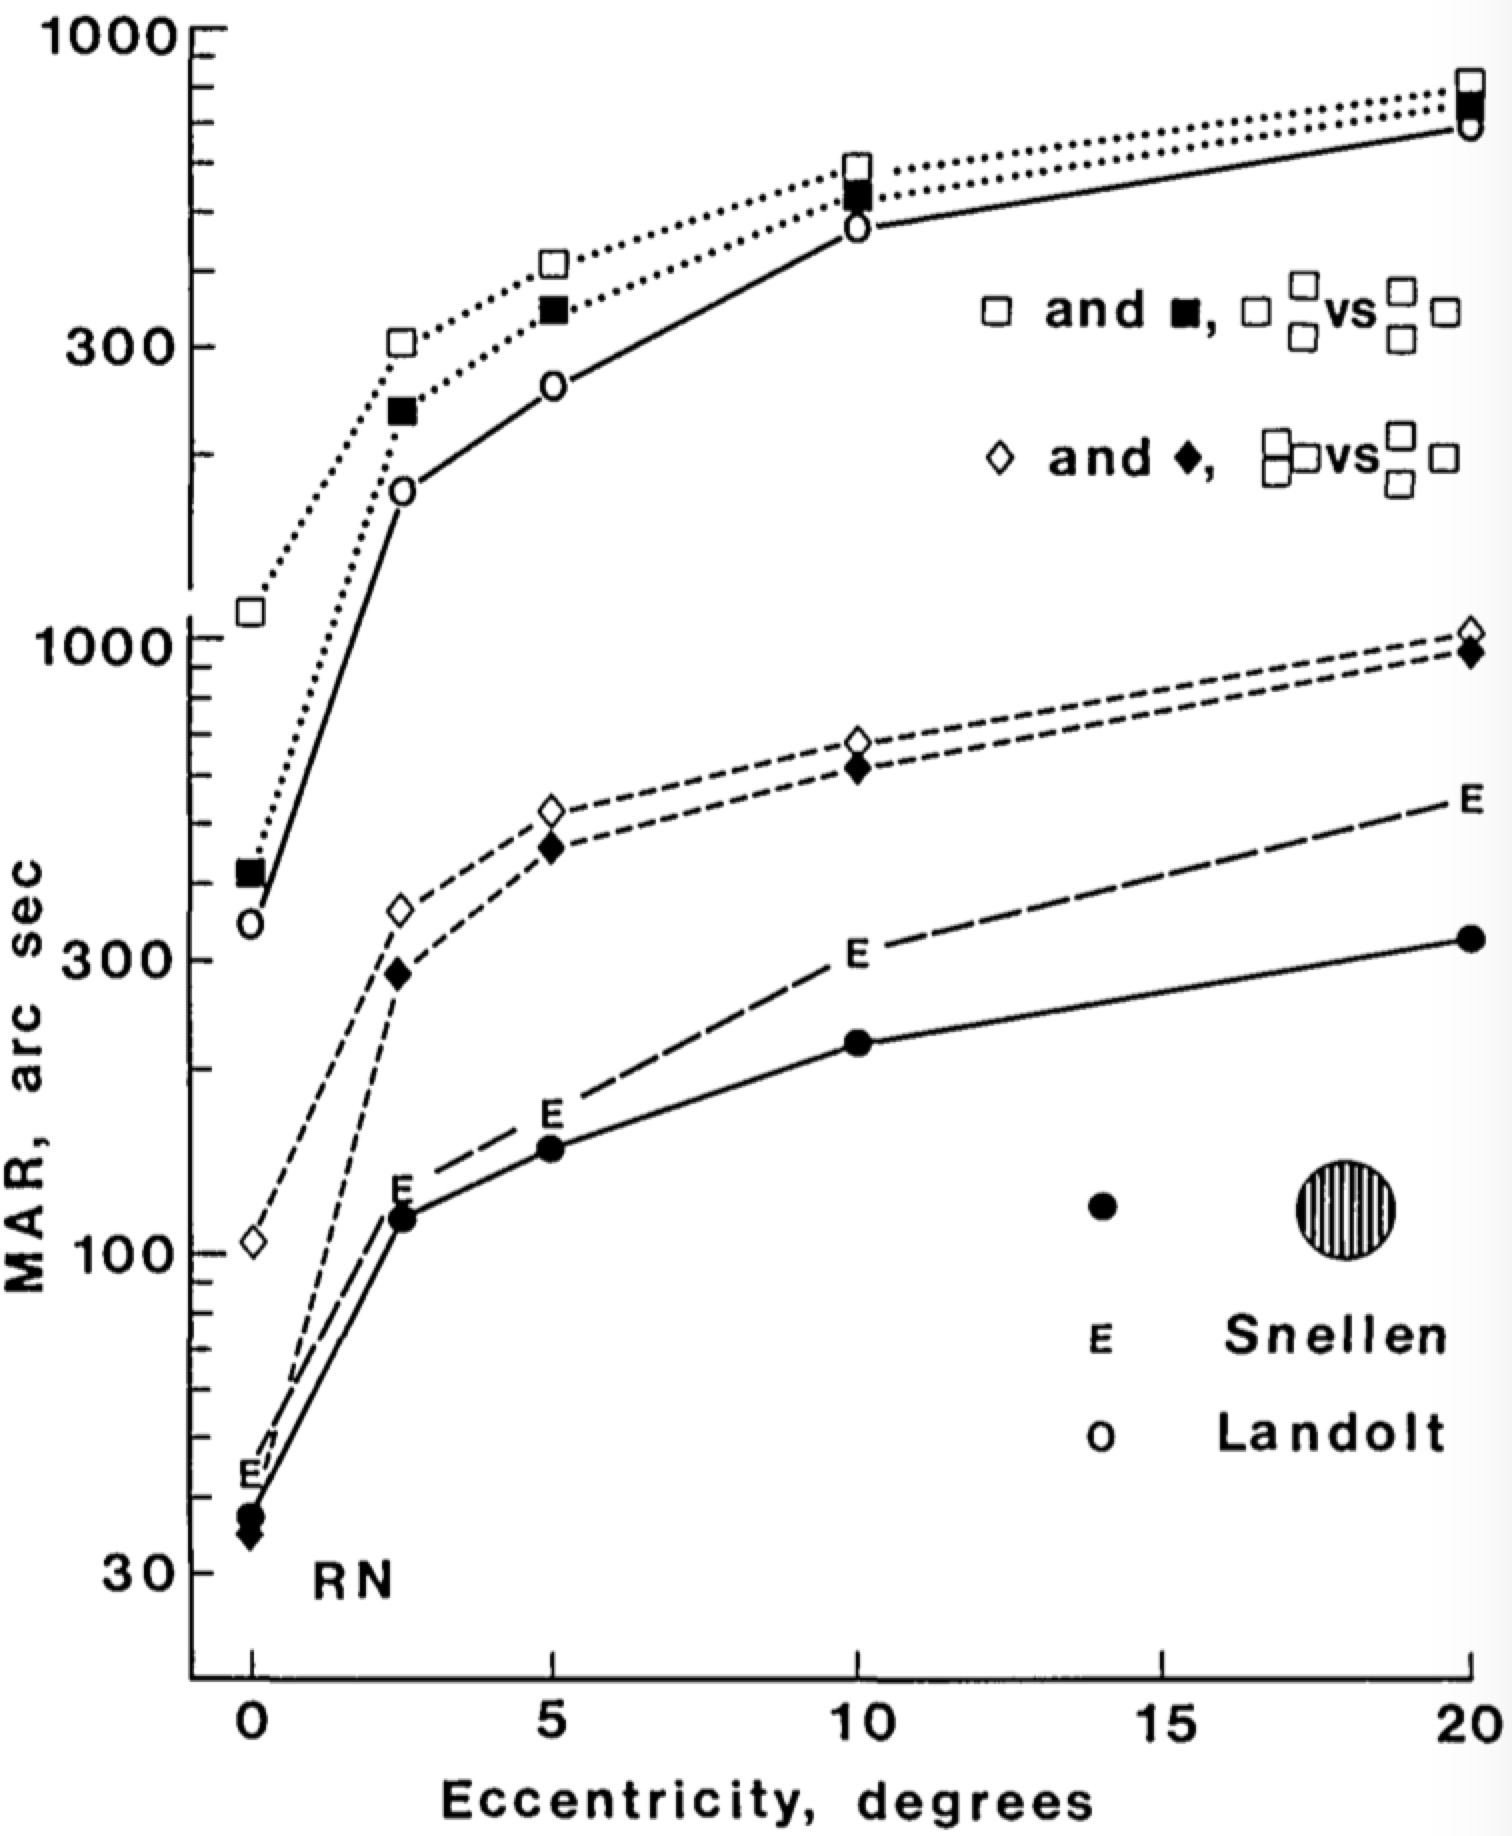 1000
300
and , vs
and , vs
1000
300
100
30
MAR, arc sec
E
E
E
E
E
E Snellen
O Landolt
RN
0 5 10 15 20
Eccentricity, degrees